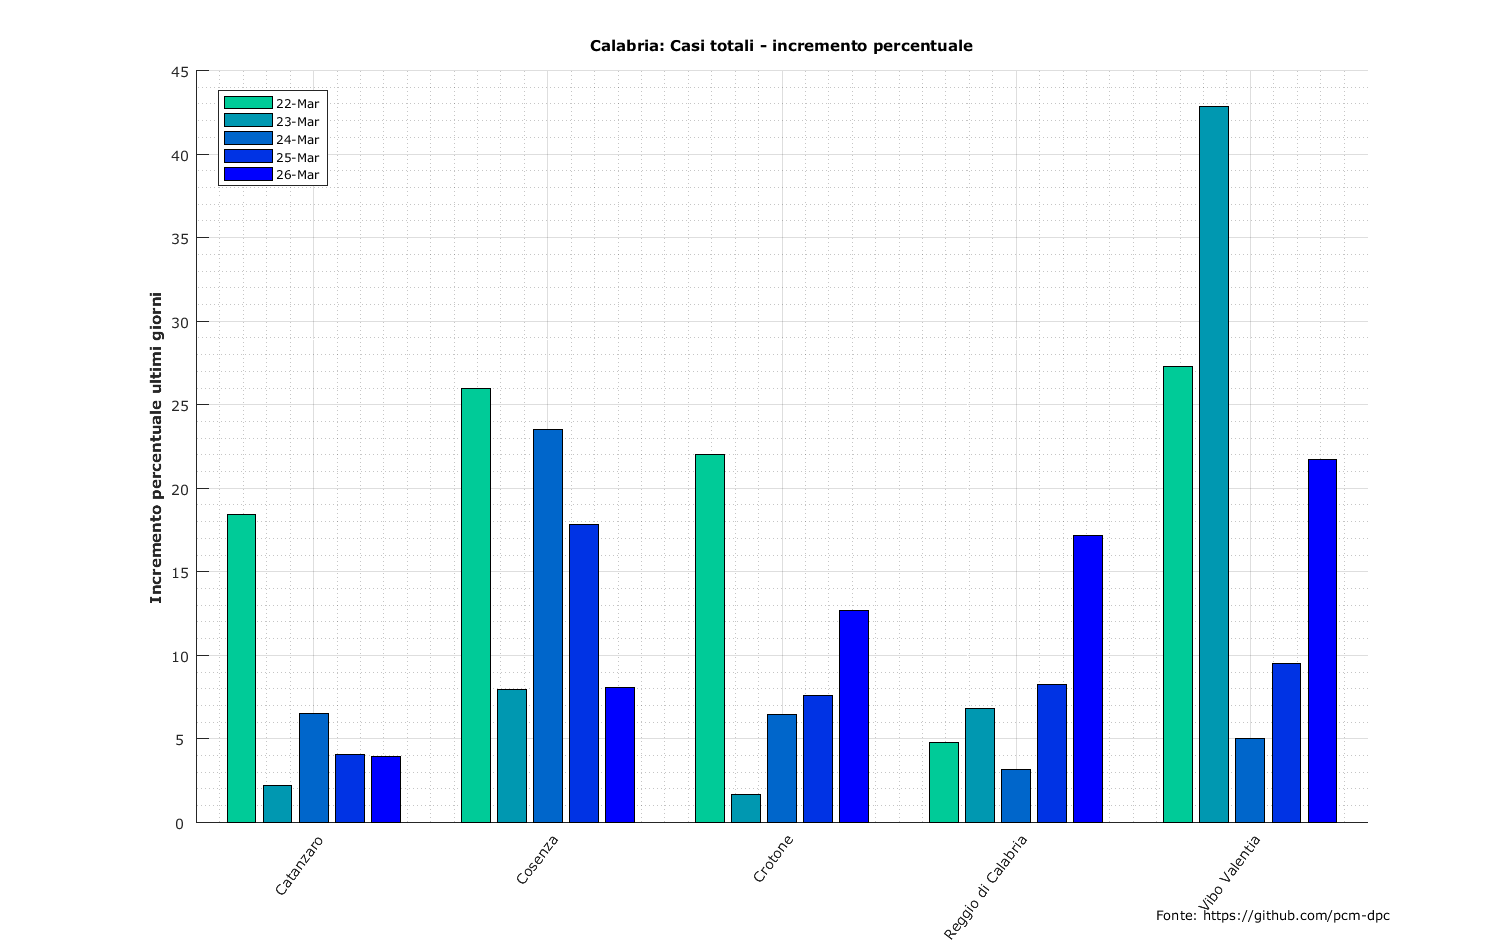 Calabria: Casi totali - incremento percentuale
45
40
35
30
25
20
15
10
5
0
Incremento percentuale ultimi giorni
22-Mar
23-Mar
24-Mar
25-Mar
26-Mar
Catanzaro
Cosenza
Crotone
Reggio di Calabria
Vibo Valentia
Fonte: https://github.com/pcm-dpc